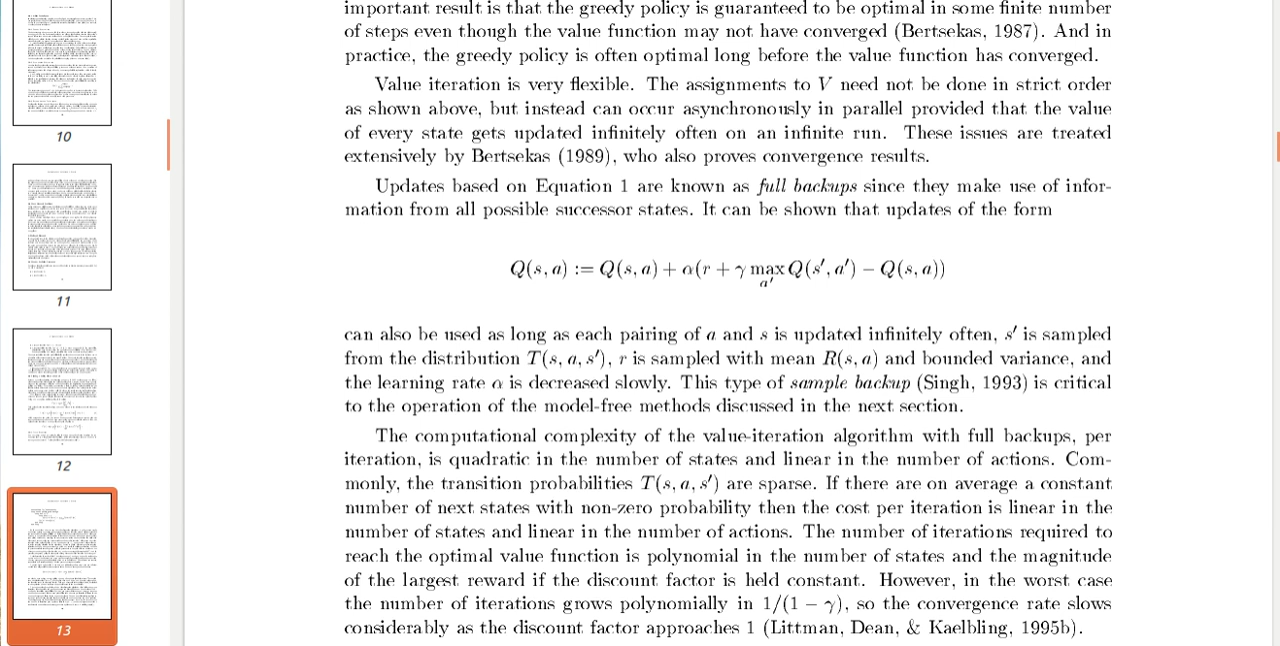 10
11
12
13
important result is that the greedy policy is guaranteed to be optimal in some finite number
of steps even though the value function may not have converged (Bertsekas, 1987). And in
practice, the greedy policy is often optimal long before the value function has converged.
Value iteration is very flexible. The assignments to V need not be done in strict order
as shown above, but instead can occur asynchronously in parallel provided that the value
of every state gets updated infinitely often on an infinite run. These issues are treated
extensively by Bertsekas (1989), who also proves convergence results.
Updates based on Equation 1 are known as full backups since they make use of infor-
mation from all possible successor states. It can be shown that updates of the form
Q(s, a) := Q(s, a) + α(r + γ max Q(s′, a′) − Q(s, a))
a′
can also be used as long as each pairing of a and s is updated infinitely often, s′ is sampled
from the distribution T(s, a, s′), r is sampled with mean R(s, a) and bounded variance, and
the learning rate α is decreased slowly. This type of sample backup (Singh, 1993) is critical
to the operation of the model-free methods discussed in the next section.
The computational complexity of the value-iteration algorithm with full backups, per
iteration, is quadratic in the number of states and linear in the number of actions. Com-
monly, the transition probabilities T(s, a, s′) are sparse. If there are on average a constant
number of next states with non-zero probability then the cost per iteration is linear in the
number of states and linear in the number of actions. The number of iterations required to
reach the optimal value function is polynomial in the number of states and the magnitude
of the largest reward if the discount factor is held constant. However, in the worst case
the number of iterations grows polynomially in 1/(1 − γ), so the convergence rate slows
considerably as the discount factor approaches 1 (Littman, Dean, & Kaelbling, 1995b).